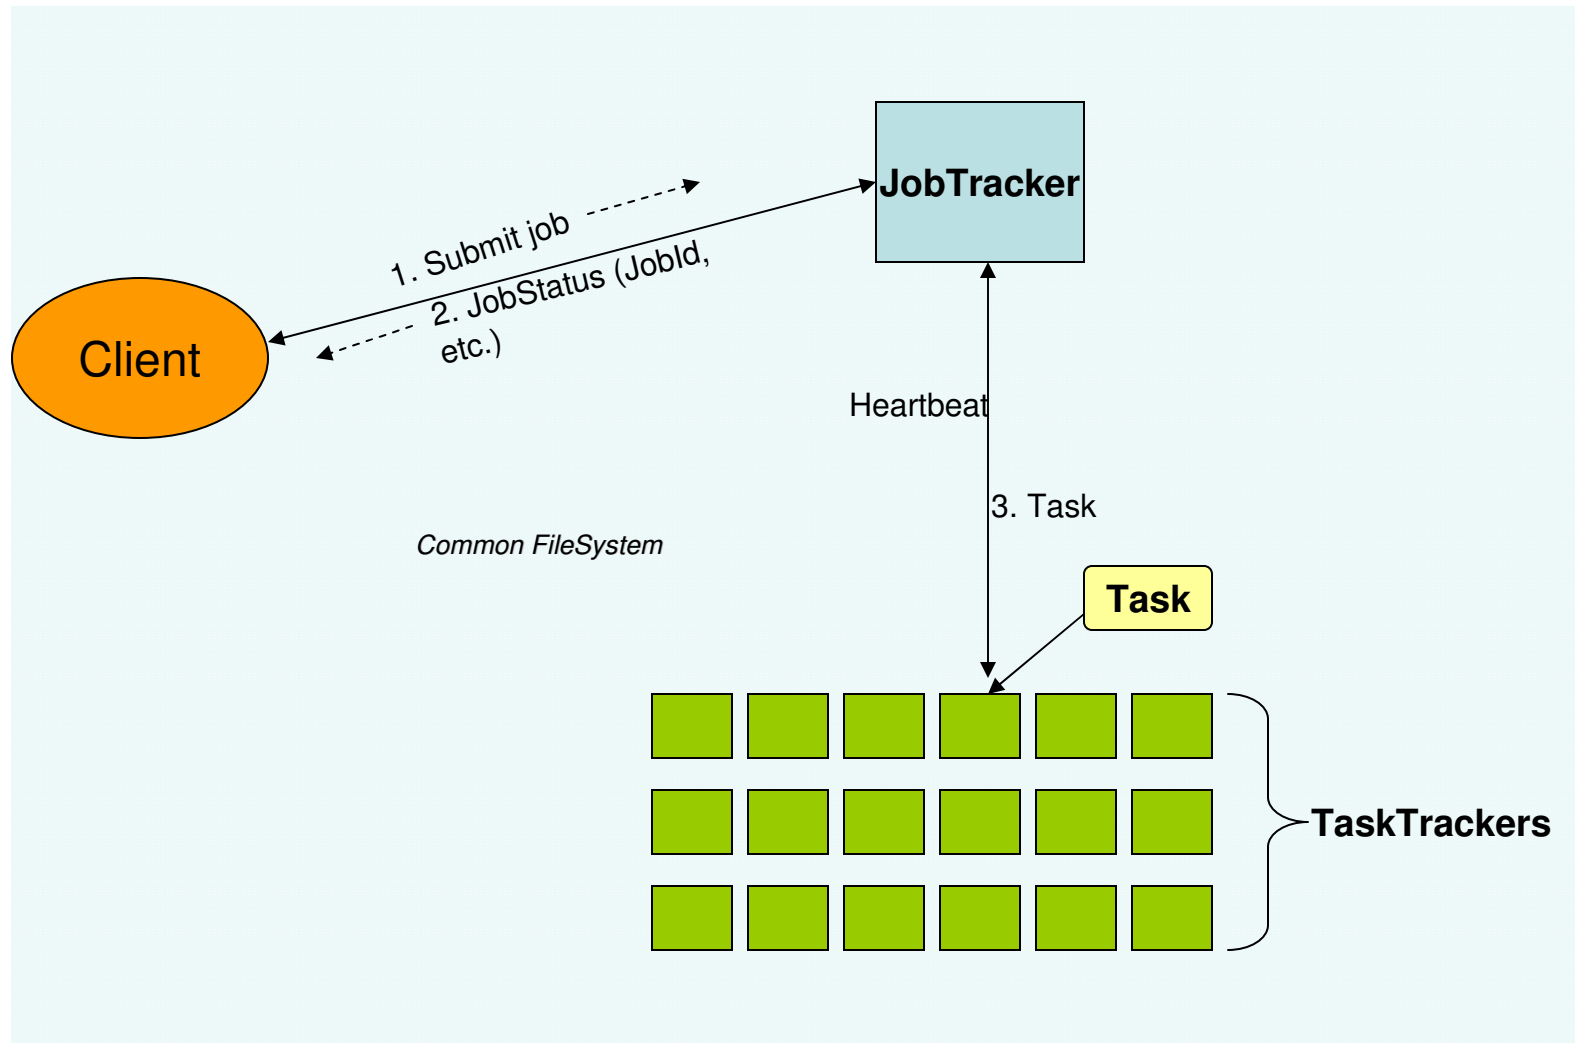 JobTracker
1. Submit job
2. JobStatus (JobId,
etc.)
Client
Heartbeat
3. Task
Common FileSystem
Task
TaskTrackers